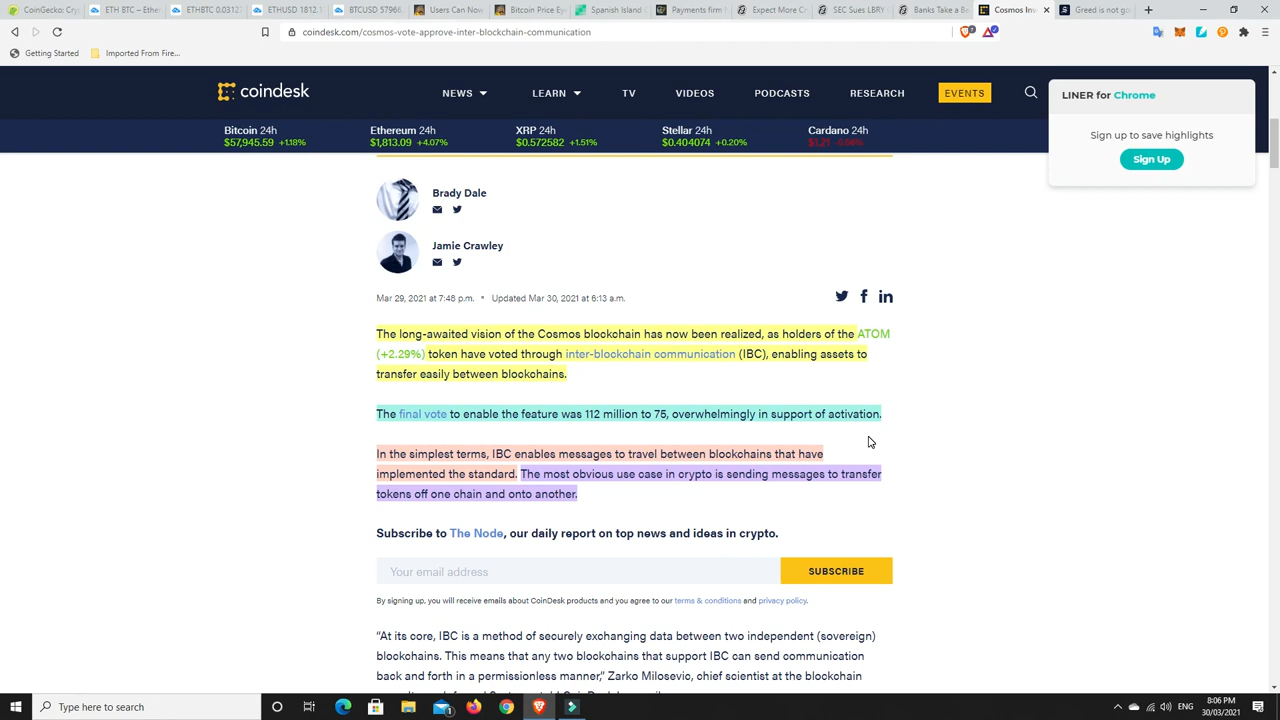 CoinGecko: Cry
ETH BTC – Ether
ETHBTC 0.0312
ETHUSD 1812.1
BTCUSD 57966.
Users Can Now
Bitcoin Price Ey
Spanish Island
Payments firm
Expect More Co
SEC Sues LBRY
Banks Take a Be
Cosmos Inv
Greed is not go
coindesk.com/cosmos-vote-approve-inter-blockchain-communication
Getting Started
Imported From Fire...
coindesk
NEWS
LEARN
TV
VIDEOS
PODCASTS
RESEARCH
EVENTS
LINER for Chrome
Sign up to save highlights
Sign Up
Bitcoin 24h
$57,945.59 +1.18%
Ethereum 24h
$1,813.09 +4.07%
XRP 24h
$0.572582 +1.51%
Stellar 24h
$0.404074 +0.20%
Cardano 24h
$1.21
Brady Dale
Jamie Crawley
Mar 29, 2021 at 7:48 p.m. • Updated Mar 30, 2021 at 6:13 a.m.
The long-awaited vision of the Cosmos blockchain has now been realized, as holders of the ATOM
(+2.29%) token have voted through inter-blockchain communication (IBC), enabling assets to
transfer easily between blockchains.
The final vote to enable the feature was 112 million to 75, overwhelmingly in support of activation.
In the simplest terms, IBC enables messages to travel between blockchains that have
implemented the standard. The most obvious use case in crypto is sending messages to transfer
tokens off one chain and onto another.
Subscribe to The Node, our daily report on top news and ideas in crypto.
Your email address
SUBSCRIBE
By signing up, you will receive emails about CoinDesk products and you agree to our terms & conditions and privacy policy.
“At its core, IBC is a method of securely exchanging data between two independent (sovereign)
blockchains. This means that any two blockchains that support IBC can send communication
back and forth in a permissionless manner,” Zarko Milosevic, chief scientist at the blockchain
Type here to search
ENG
8:06 PM
30/03/2021